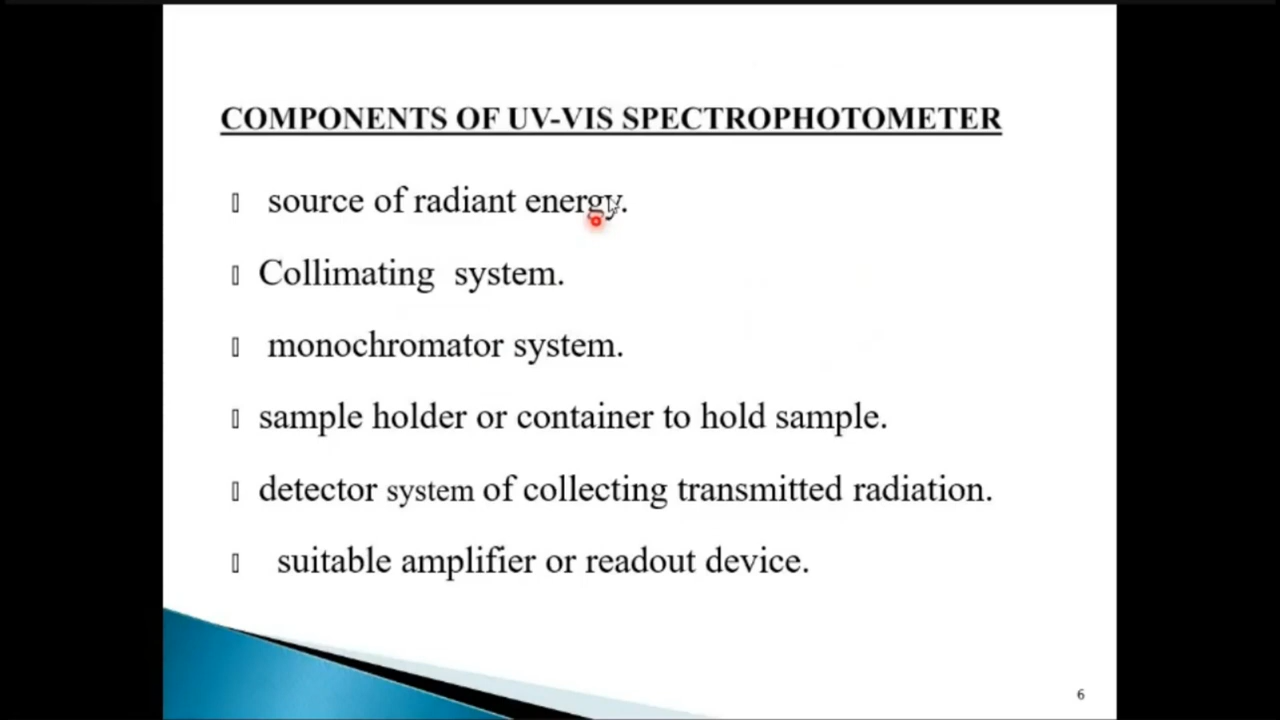 COMPONENTS OF UV-VIS SPECTROPHOTOMETER
source of radiant energy.
Collimating system.
monochromator system.
sample holder or container to hold sample.
detector system of collecting transmitted radiation.
suitable amplifier or readout device.
6